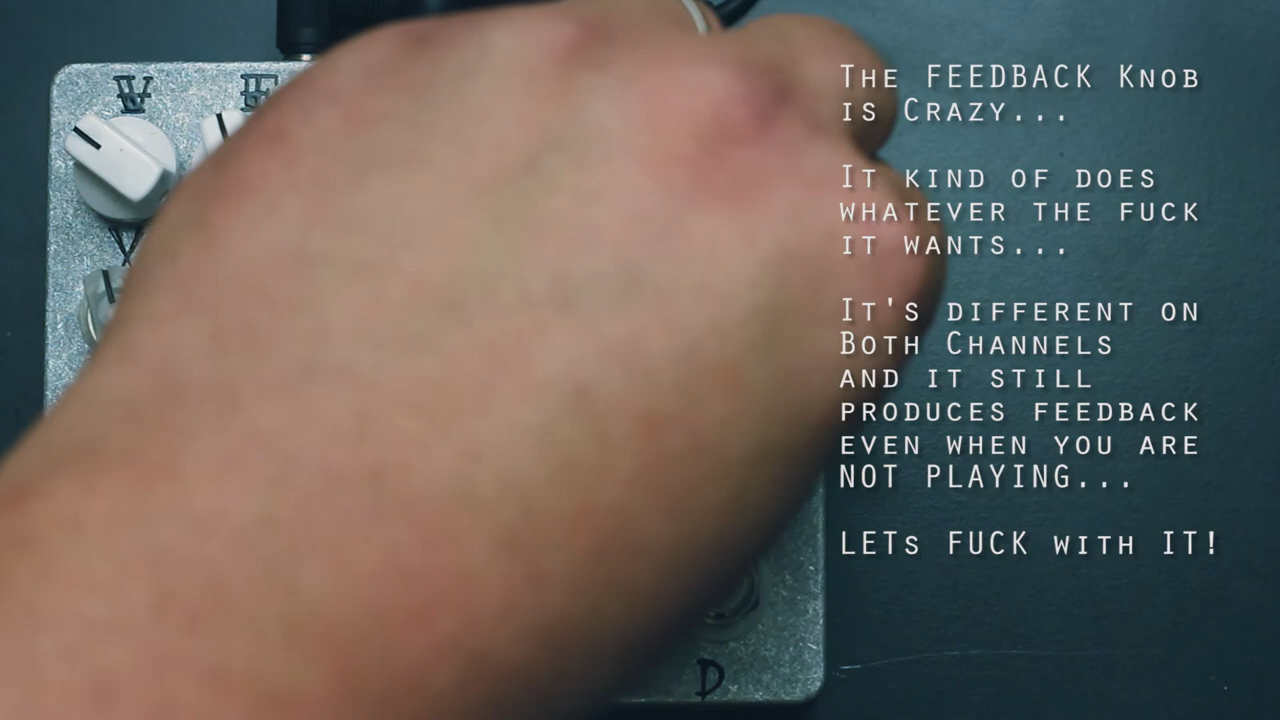 The FEEDBACK Knob
is Crazy...
It kind of does
whatever the fuck
it wants...
It's different on
Both Channels
and it still
produces feedback
even when you are
NOT PLAYING...
LETs FUCK with IT!
D